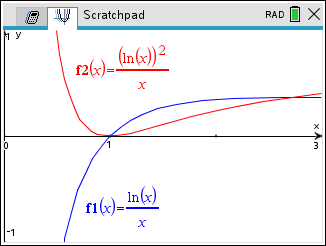 Scratchpad RAD
1 y
f2(x)=(ln(x))²/x
x
0 1 3
f1(x)=ln(x)/x
-1